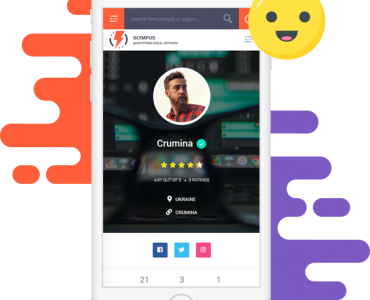 Search here people or pages...
OLYMPUS
BUDDYPRESS SOCIAL NETWORK
Crumina
4.67 OUT OF 5 • 3 RATINGS
UKRAINE
CRUMINA
21 3 1